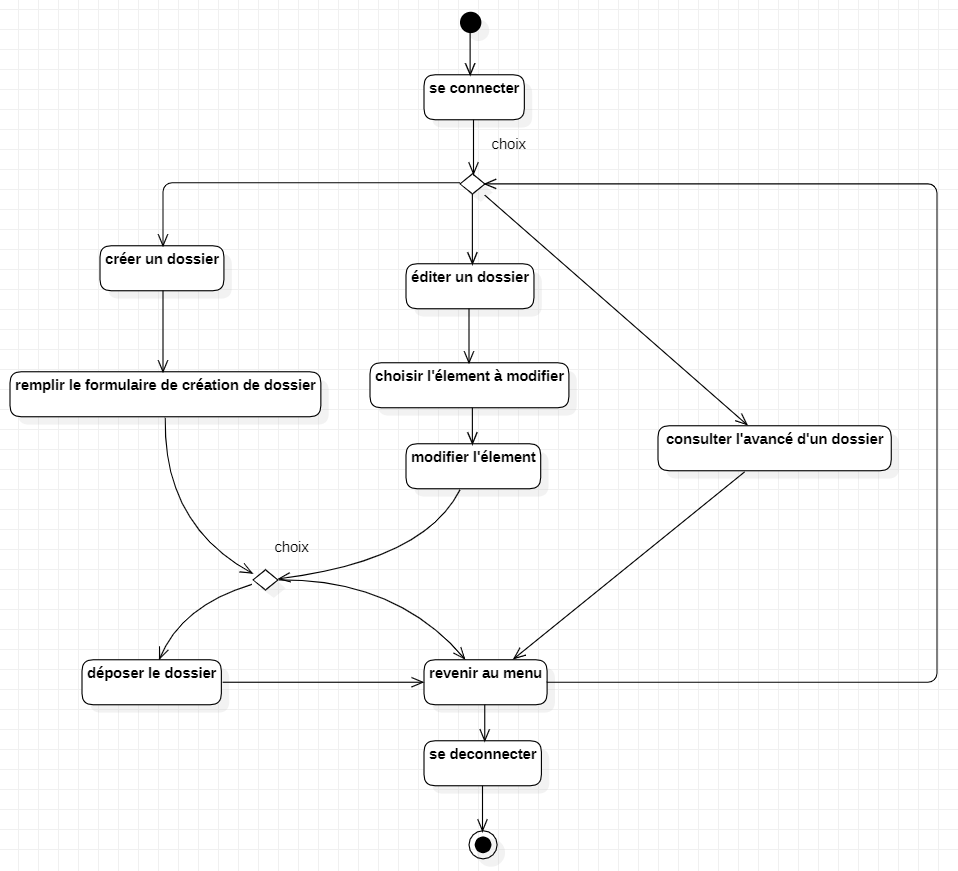 se connecter
choix
créer un dossier
éditer un dossier
remplir le formulaire de création de dossier
choisir l'élement à modifier
consulter l'avancé d'un dossier
modifier l'élement
choix
déposer le dossier
revenir au menu
se deconnecter